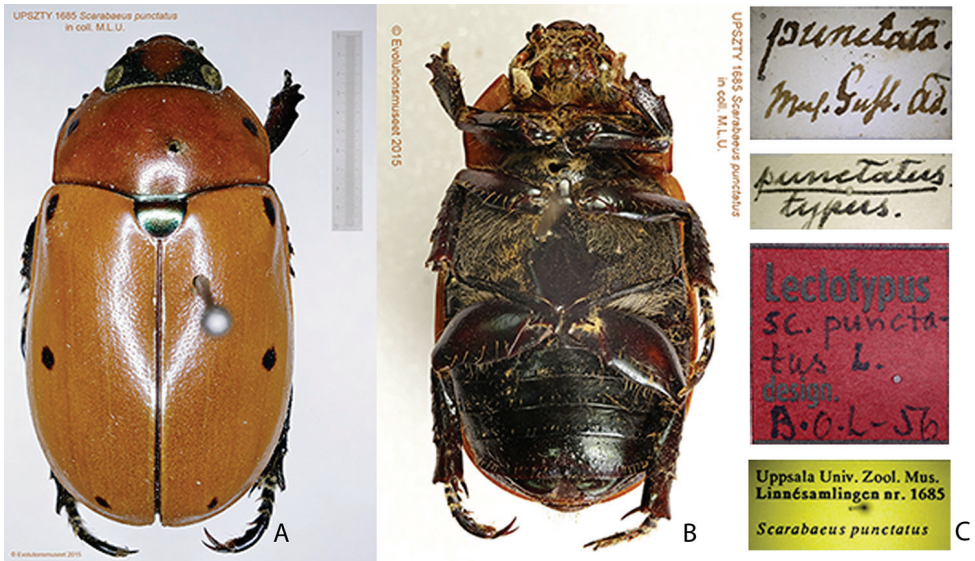 UPSZTY 1685 Scarabaeus punctatus
in coll. M.L.U.
© Evolutionsmuseet 2015
A
© Evolutionsmuseet 2015
UPSZTY 1685 Scarabaeus punctatus
in coll. M.L.U.
B
punctata.
Mus. Gust. Ad.
punctatus.
typus.
Lectotypus
sc. puncta-
tus L.
design.
B.O.L-56
Uppsala Univ. Zool. Mus.
Linnésamlingen nr. 1685
Scarabaeus punctatus
C